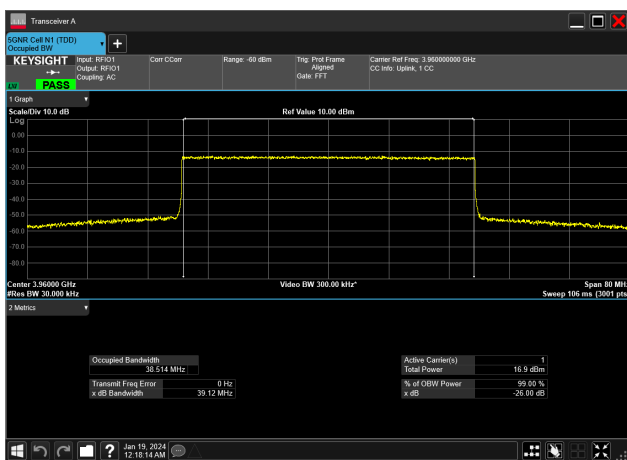 Transceiver A
5GNR Cell N1 (TDD)
Occupied BW
KEYSIGHT
PASS
Input: RFIO1
Output: RFIO1
Coupling: AC
Corr CCorr
Range: -60 dBm
Trig: Prot Frame
Aligned
Gate: FFT
Carrier Ref Freq: 3.960000000 GHz
CC Info: Uplink, 1 CC
1 Graph
Scale/Div 10.0 dB
Ref Value 10.00 dBm
Log
0.00
-10.0
-20.0
-30.0
-40.0
-50.0
-60.0
-70.0
-80.0
Center 3.96000 GHz
Video BW 300.00 kHz*
Span 80 MH
#Res BW 30.000 kHz
Sweep 106 ms (3001 pts
2 Metrics
Occupied Bandwidth
38.514 MHz
Transmit Freq Error 0 Hz
x dB Bandwidth 39.12 MHz
Active Carrier(s) 1
Total Power 16.9 dBm
% of OBW Power 99.00 %
x dB -26.00 dB
Jan 19, 2024
12:18:14 AM